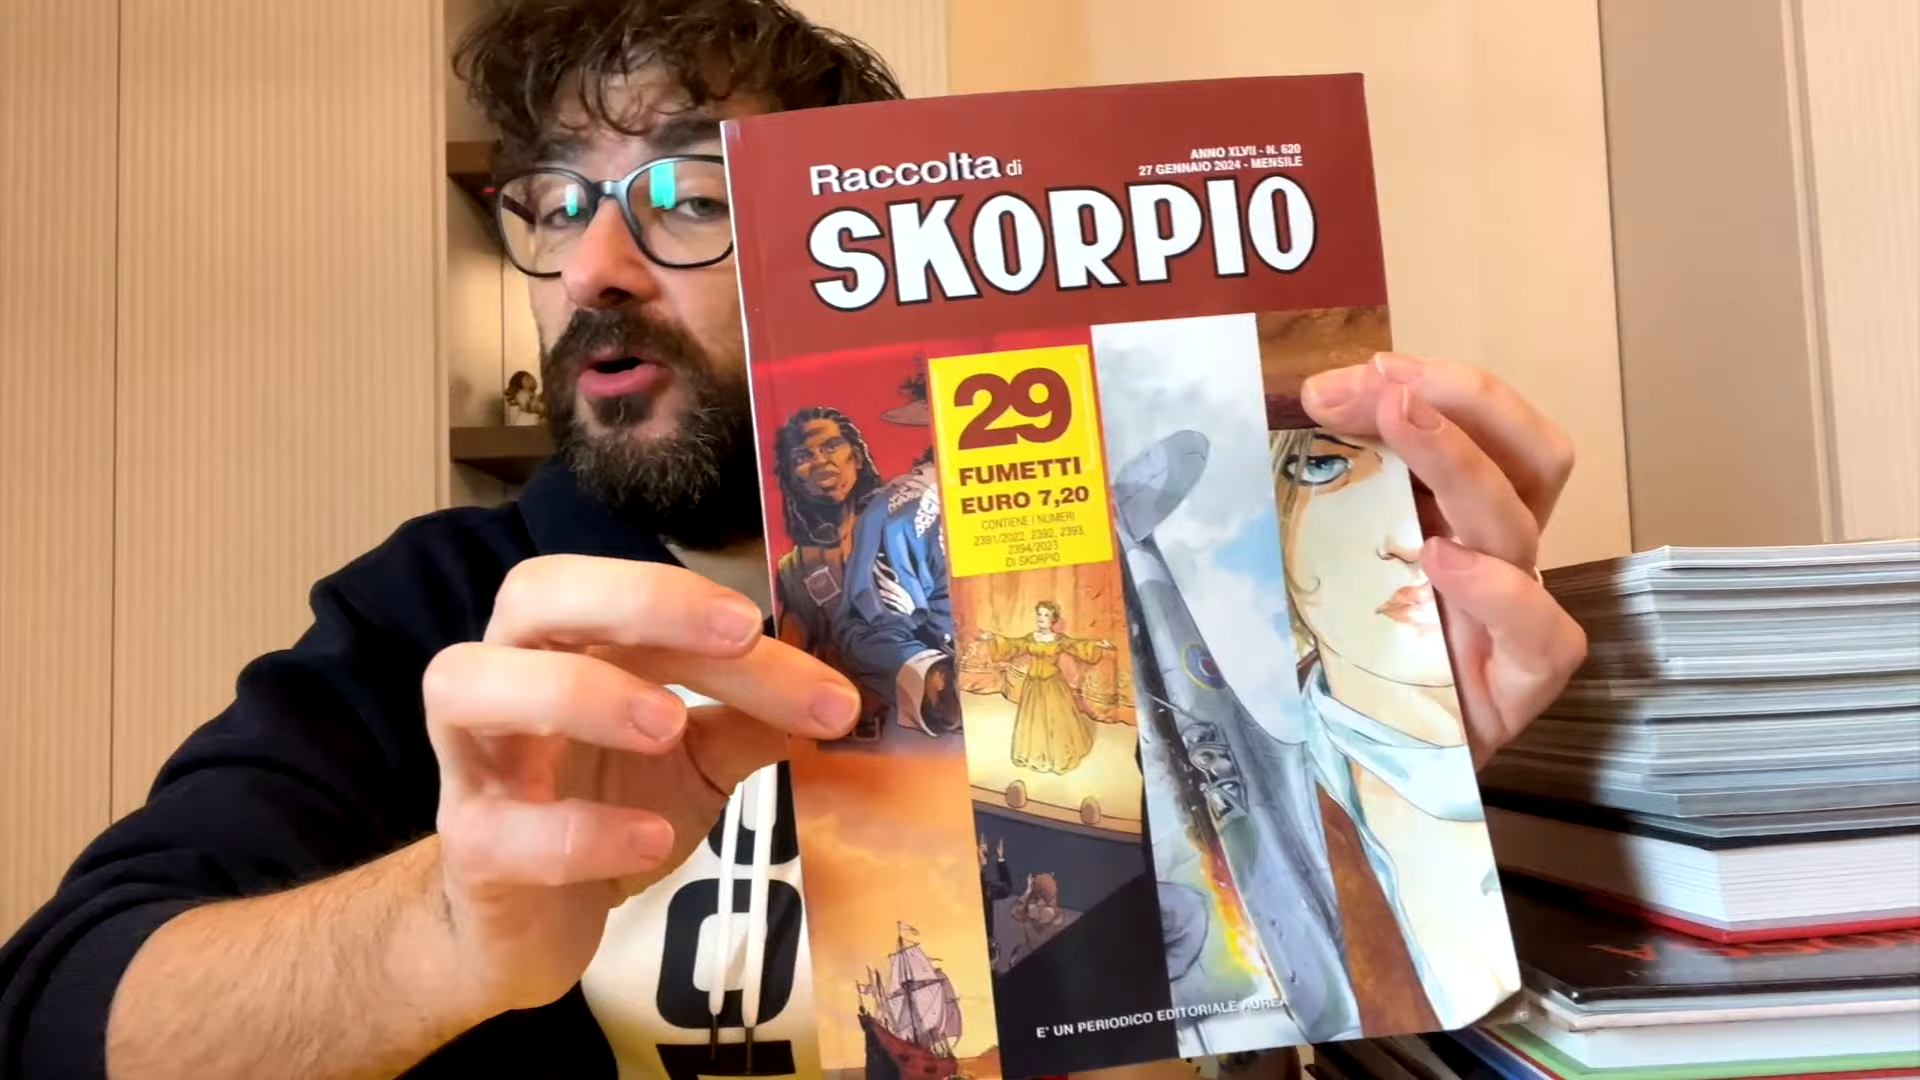 Raccolta di
ANNO XLVII - N. 620
27 GENNAIO 2024 - MENSILE
SKORPIO
29
FUMETTI
EURO 7,20
CONTIENE I NUMERI
2391/2022, 2392, 2393,
2394/2023
DI SKORPIO
E' UN PERIODICO EDITORIALE AUREA